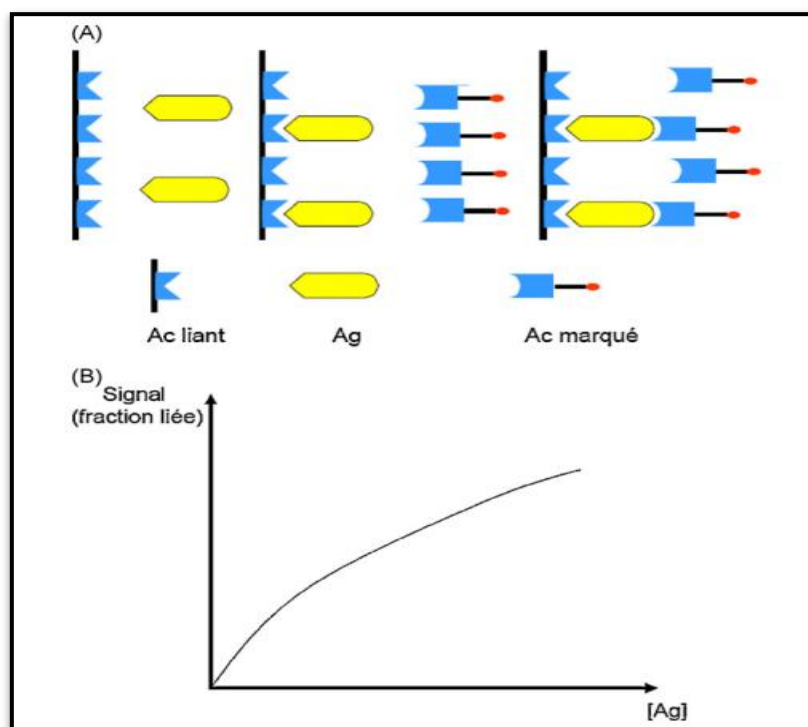 (A)
Ac liant Ag Ac marqué
(B)
Signal
(fraction liée)
[Ag]